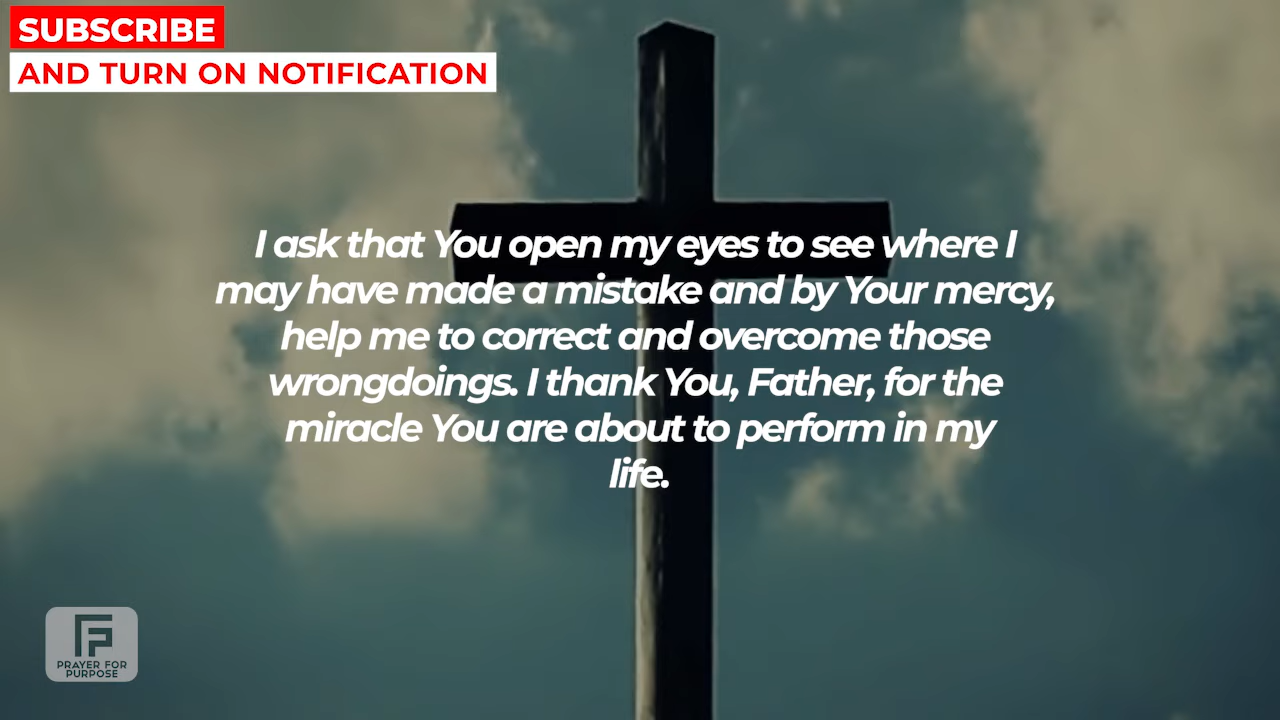 SUBSCRIBE
AND TURN ON NOTIFICATION
I ask that You open my eyes to see where I
may have made a mistake and by Your mercy,
help me to correct and overcome those
wrongdoings. I thank You, Father, for the
miracle You are about to perform in my
life.
PRAYER FOR
PURPOSE